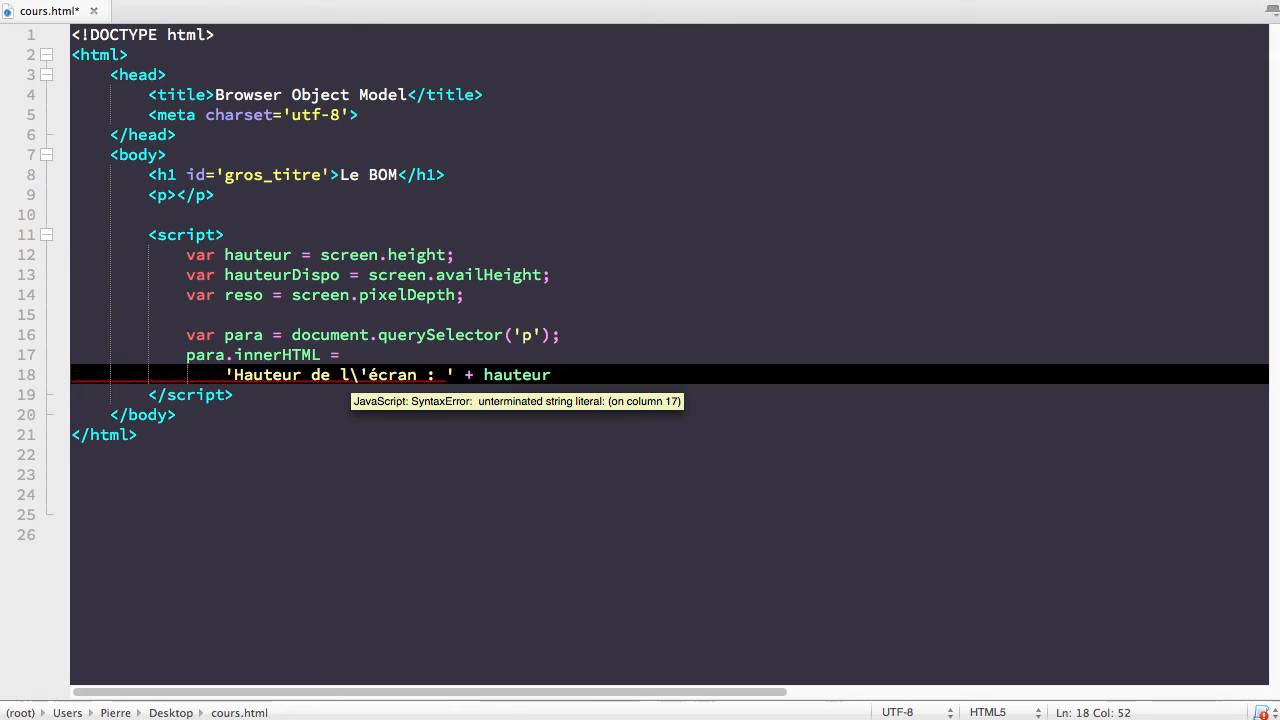 cours.html*
1 <!DOCTYPE html>
2 <html>
3 <head>
4 <title>Browser Object Model</title>
5 <meta charset='utf-8'>
6 </head>
7 <body>
8 <h1 id='gros_titre'>Le BOM</h1>
9 <p></p>
10
11 <script>
12 var hauteur = screen.height;
13 var hauteurDispo = screen.availHeight;
14 var reso = screen.pixelDepth;
15
16 var para = document.querySelector('p');
17 para.innerHTML =
18 'Hauteur de l\'écran : ' + hauteur
19 </script>
JavaScript: SyntaxError: unterminated string literal: (on column 17)
20 </body>
21 </html>
22
23
24
25
26
(root) Users Pierre Desktop cours.html UTF-8 HTML5 Ln: 18 Col: 52